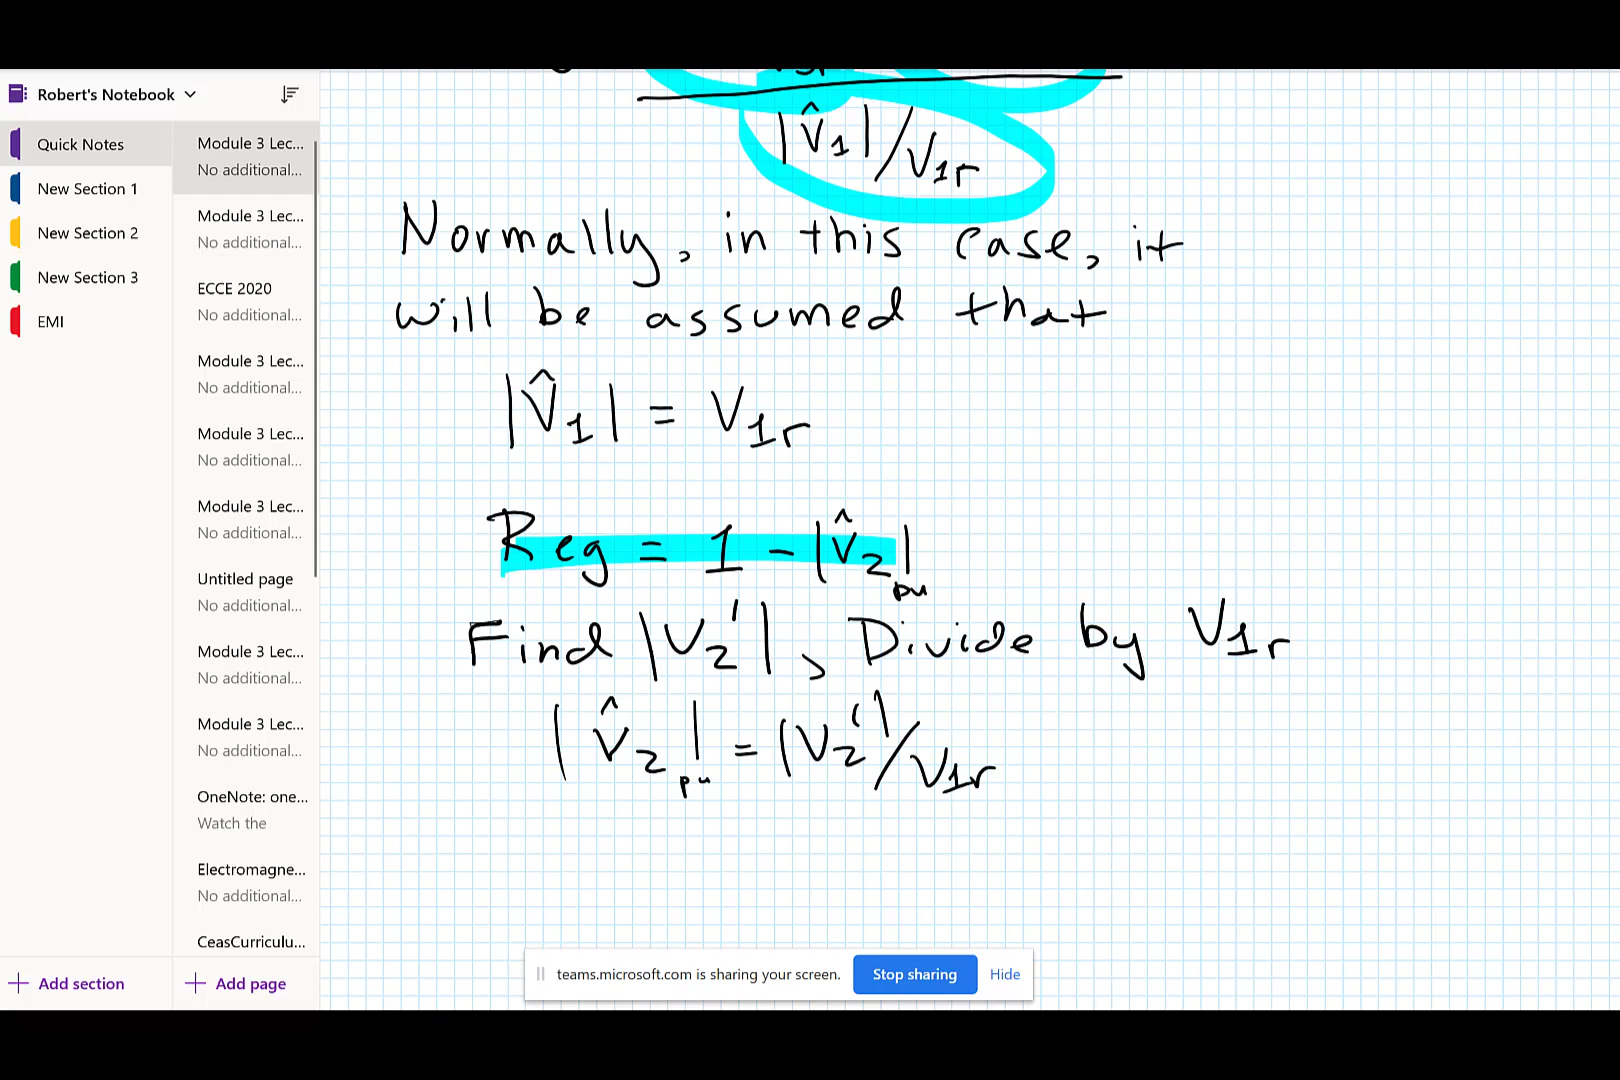 Robert's Notebook
Quick Notes
New Section 1
New Section 2
New Section 3
EMI
Add section
Module 3 Lec...
No additional...
Module 3 Lec...
No additional...
ECCE 2020
No additional...
Module 3 Lec...
No additional...
Module 3 Lec...
No additional...
Module 3 Lec...
No additional...
Untitled page
No additional...
Module 3 Lec...
No additional...
Module 3 Lec...
No additional...
OneNote: one...
Watch the
Electromagne...
No additional...
CeasCurriculu...
Add page
|V̂1|/V1r
Normally, in this case, it
will be assumed that
|V̂1| = V1r
Reg = 1 - |V̂2|pu
Find |V2'|, Divide by V1r
|V̂2pu| = |V2'|/V1r
teams.microsoft.com is sharing your screen.
Stop sharing
Hide